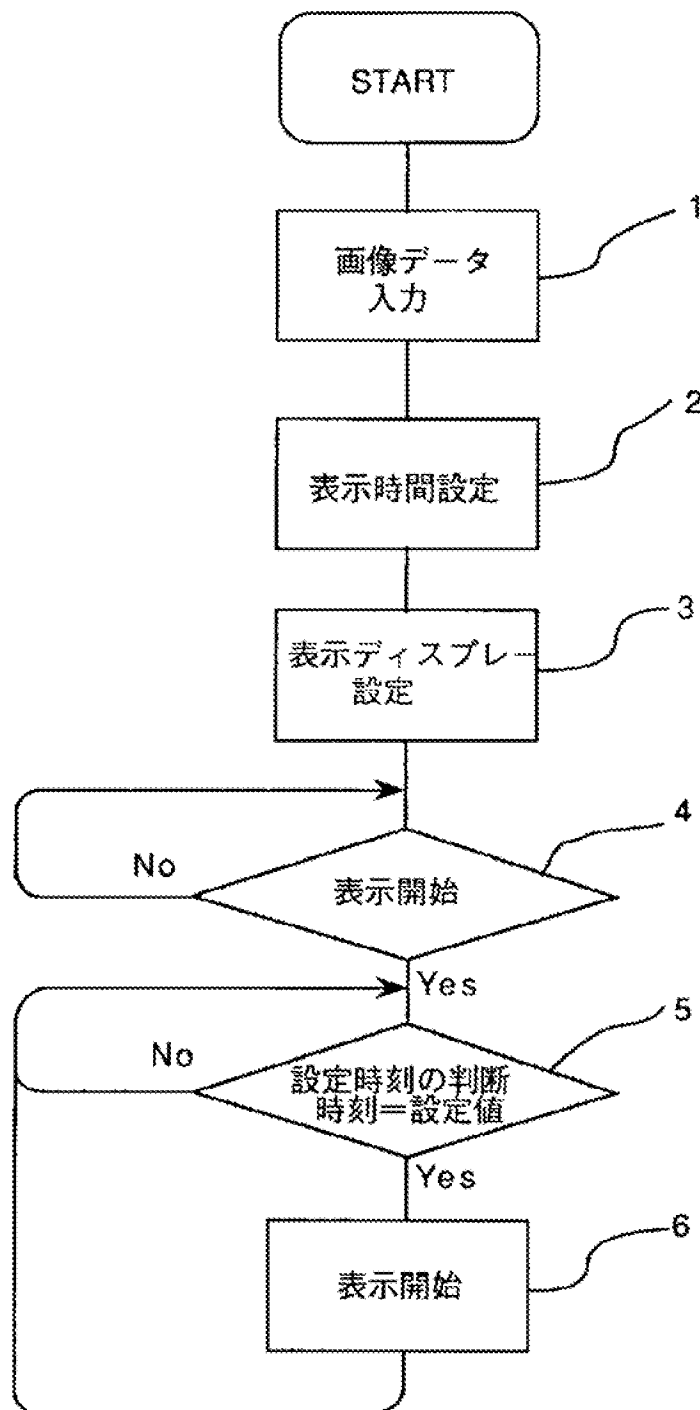 START
1
画像データ
入力
2
表示時間設定
3
表示ディスプレー
設定
4
No
表示開始
Yes
5
No
設定時刻の判断
時刻＝設定値
Yes
6
表示開始